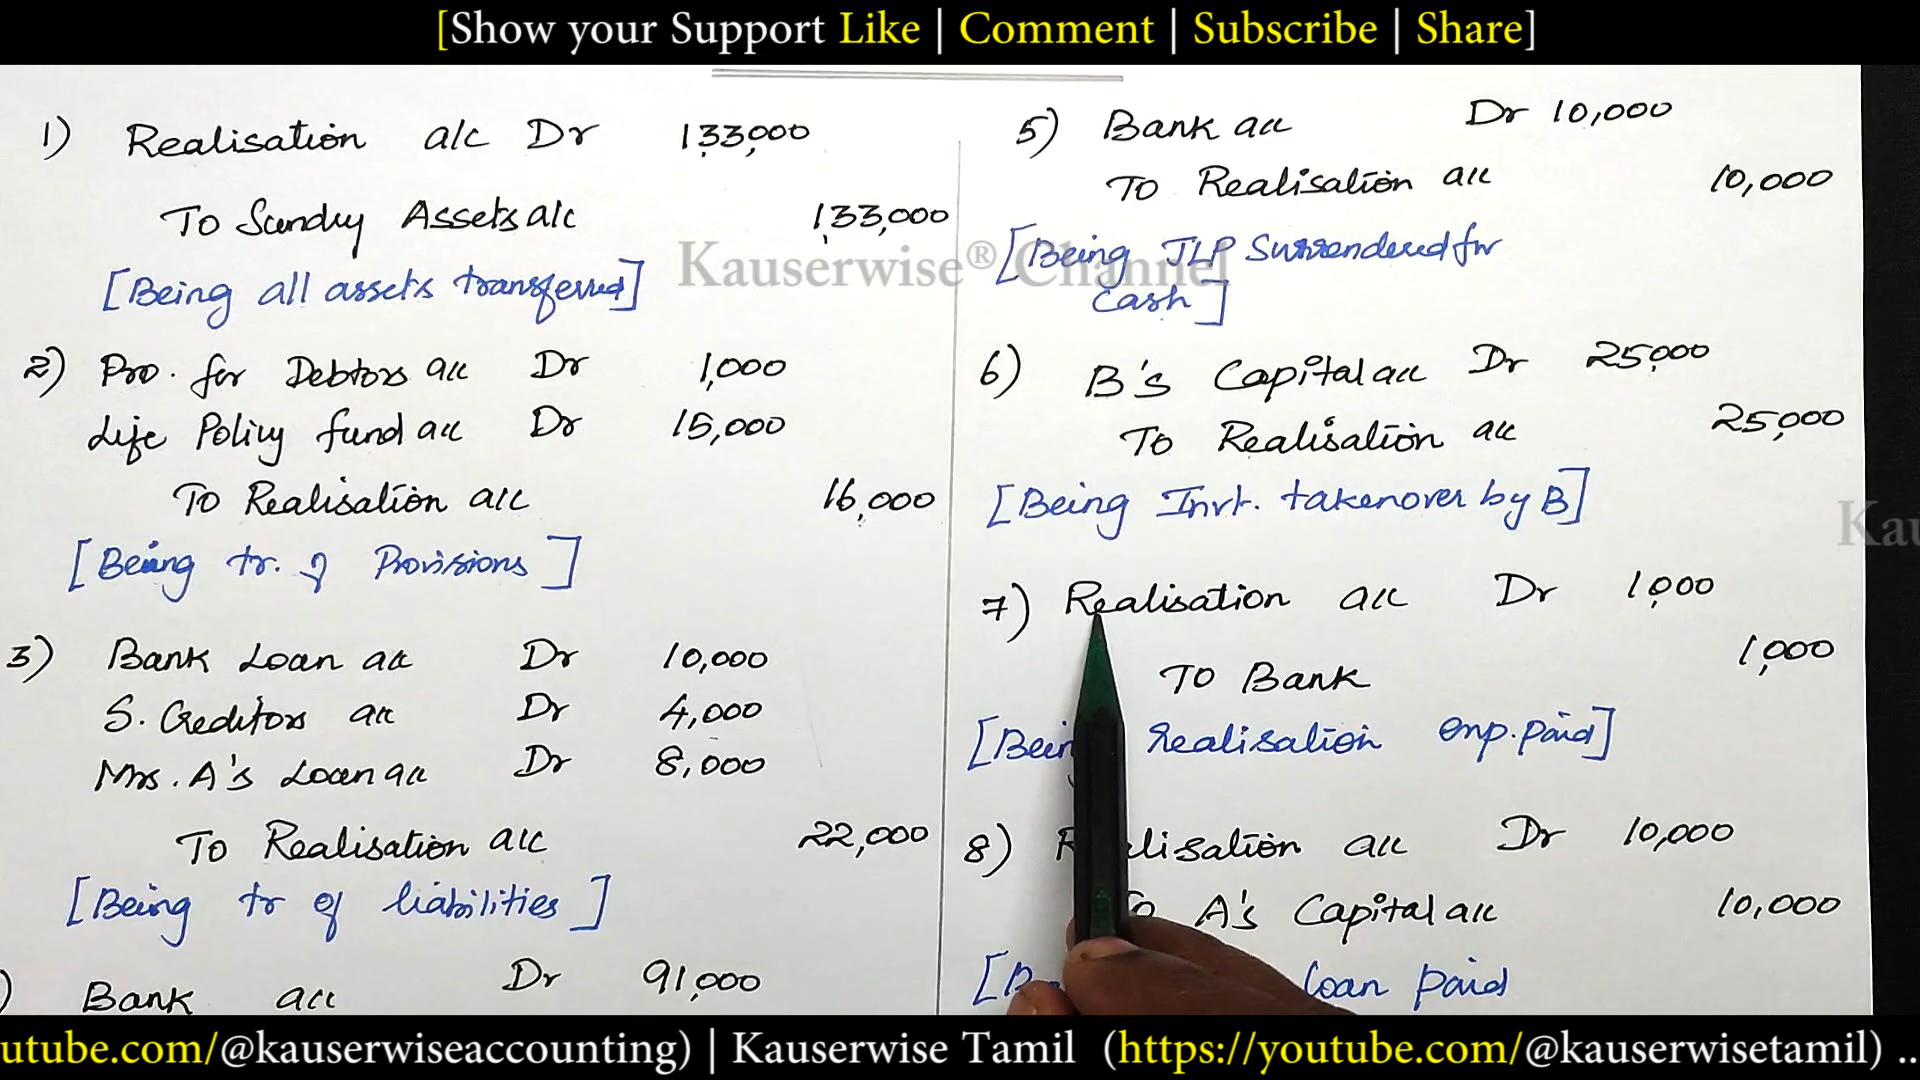 [Show your Support Like | Comment | Subscribe | Share]
1) Realisation a/c Dr 133,000
To Sundry Assets a/c 133,000
[Being all assets transferred]
2) Pro. for Debtors a/c Dr 1,000
Life Policy fund a/c Dr 15,000
To Realisation a/c 16,000
[Being tr. of Provisions]
3) Bank Loan a/c Dr 10,000
S. Creditors a/c Dr 4,000
Mrs. A's Loan a/c Dr 8,000
To Realisation a/c 22,000
[Being tr of liabilities]
) Bank a/c Dr 91,000
5) Bank a/c Dr 10,000
To Realisation a/c 10,000
[Being JLP Surrendered for
Cash]
6) B's Capital a/c Dr 25,000
To Realisation a/c 25,000
[Being Invt. takenover by B]
7) Realisation a/c Dr 1,000
To Bank 1,000
[Being Realisation Exp. paid]
8) Realisation a/c Dr 10,000
To A's Capital a/c 10,000
loan paid
Kauserwise® Channel
Kau
utube.com/@kauserwiseaccounting) | Kauserwise Tamil (https://youtube.com/@kauserwisetamil) ..